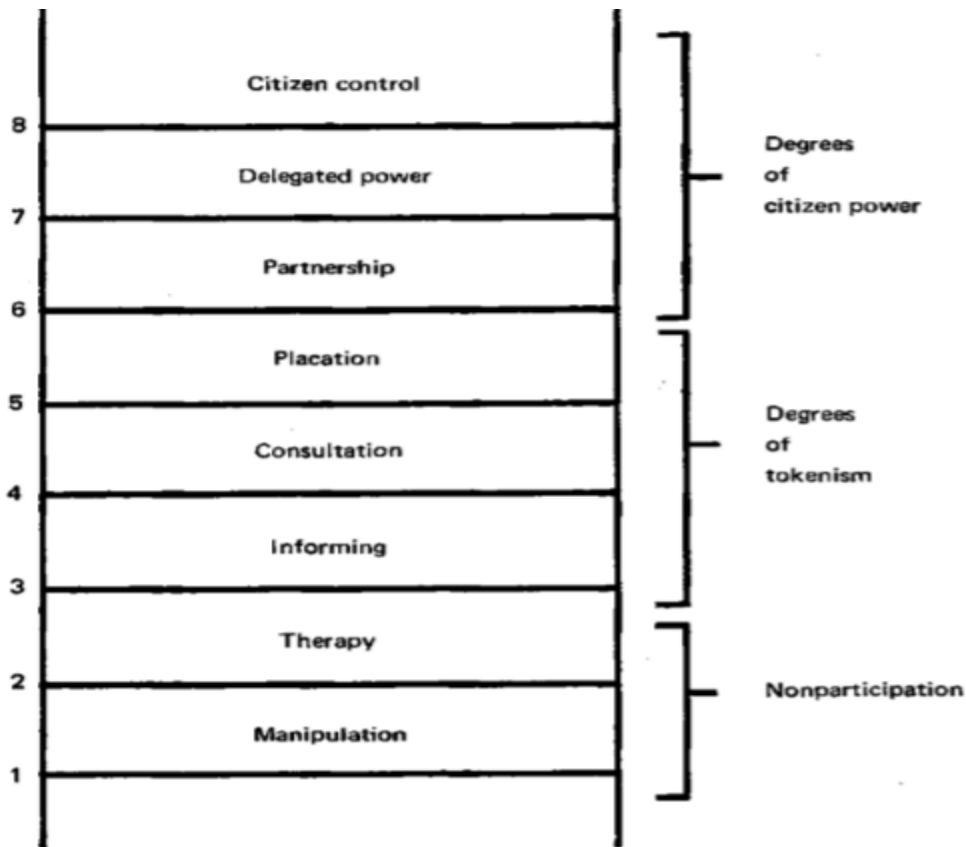 Citizen control
8
Delegated power
7
Partnership
6
Placation
5
Consultation
4
Informing
3
Therapy
2
Manipulation
1
Degrees
of
citizen power
Degrees
of
tokenism
Nonparticipation